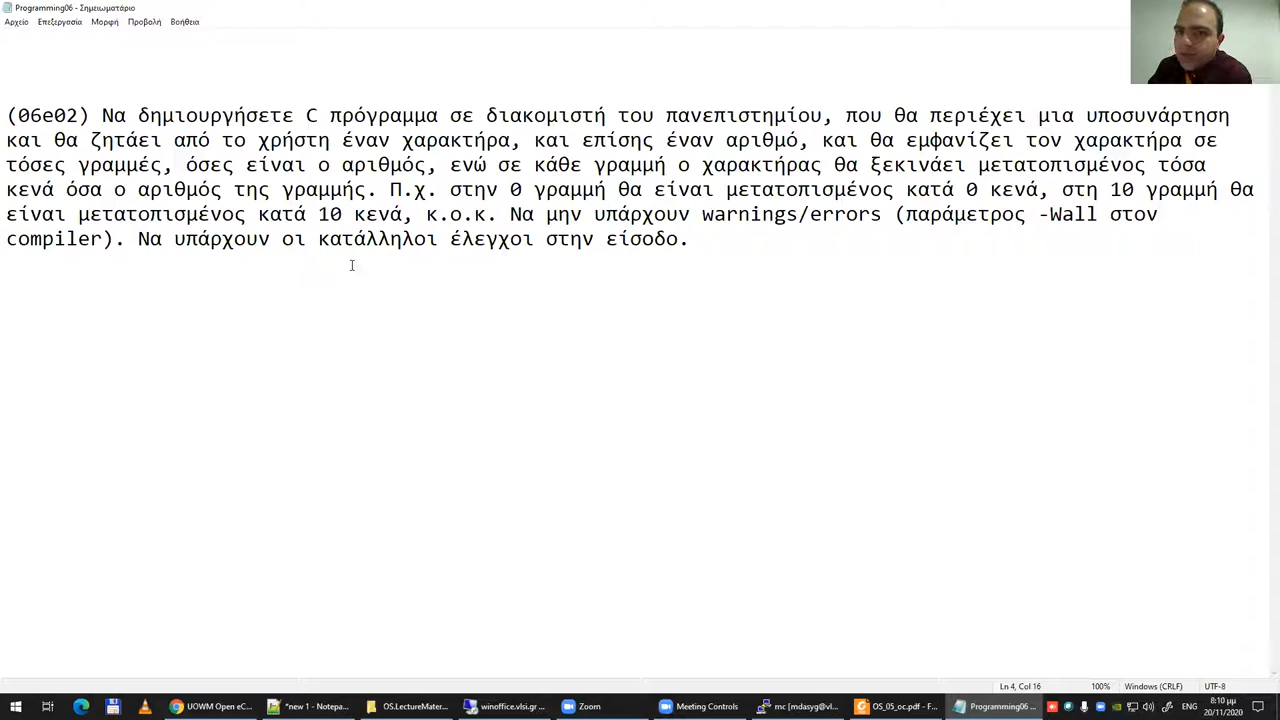 Programming06 - Σημειωματάριο
Αρχείο Επεξεργασία Μορφή Προβολή Βοήθεια
(06e02) Να δημιουργήσετε C πρόγραμμα σε διακομιστή του πανεπιστημίου, που θα περιέχει μια υποσυνάρτηση
και θα ζητάει από το χρήστη έναν χαρακτήρα, και επίσης έναν αριθμό, και θα εμφανίζει τον χαρακτήρα σε
τόσες γραμμές, όσες είναι ο αριθμός, ενώ σε κάθε γραμμή ο χαρακτήρας θα ξεκινάει μετατοπισμένος τόσα
κενά όσα ο αριθμός της γραμμής. Π.χ. στην 0 γραμμή θα είναι μετατοπισμένος κατά 0 κενά, στη 10 γραμμή θα
είναι μετατοπισμένος κατά 10 κενά, κ.ο.κ. Να μην υπάρχουν warnings/errors (παράμετρος -Wall στον
compiler). Να υπάρχουν οι κατάλληλοι έλεγχοι στην είσοδο.
Ln 4, Col 16 100% Windows (CRLF) UTF-8
UOWM Open eC... *new 1 - Notepa... OS.LectureMater... winoffice.vlsi.gr ... Zoom Meeting Controls mc [mdasyg@vl... OS_05_oc.pdf - F... Programming06 ... ENG 8:10 μμ
20/11/2020